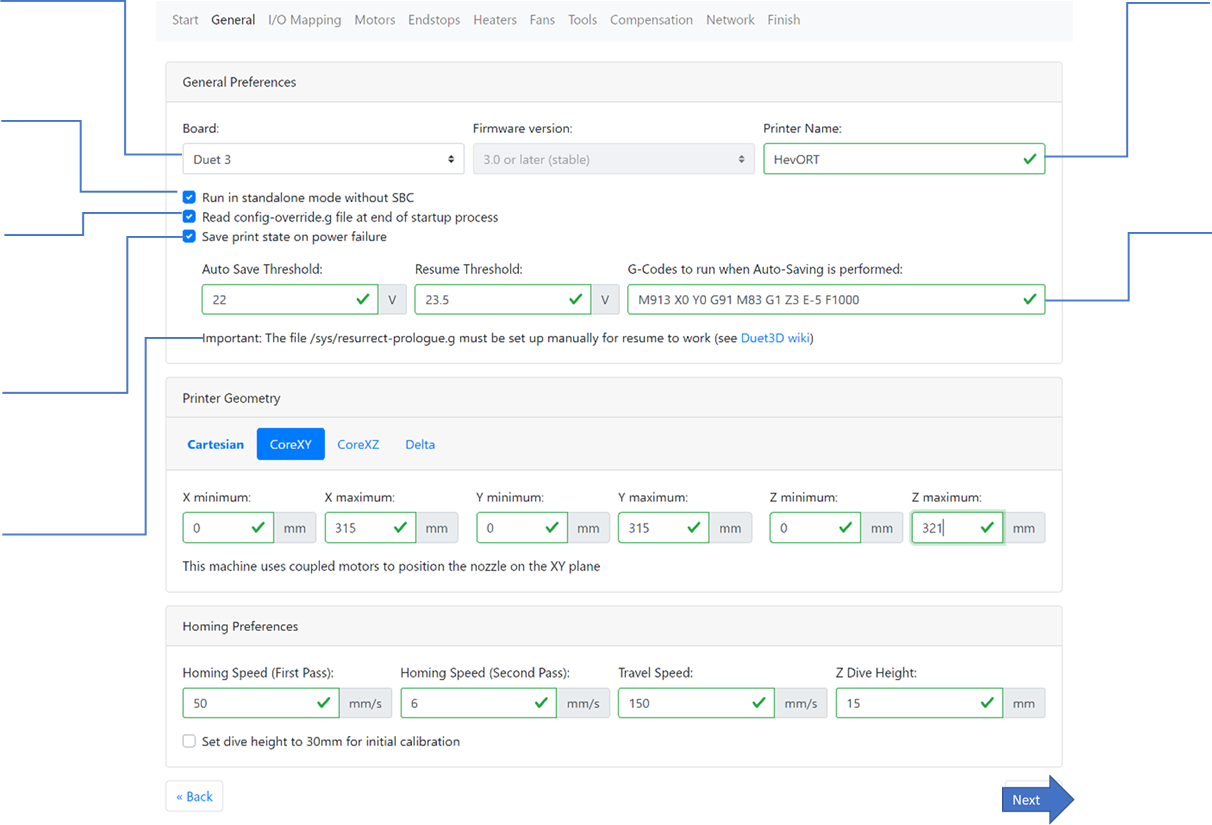 Start General I/O Mapping Motors Endstops Heaters Fans Tools Compensation Network Finish
General Preferences
Board: Firmware version: Printer Name:
Duet 3 3.0 or later (stable) HevORT
Run in standalone mode without SBC
Read config-override.g file at end of startup process
Save print state on power failure
Auto Save Threshold: Resume Threshold: G-Codes to run when Auto-Saving is performed:
22 V 23.5 V M913 X0 Y0 G91 M83 G1 Z3 E-5 F1000
Important: The file /sys/resurrect-prologue.g must be set up manually for resume to work (see Duet3D wiki)
Printer Geometry
Cartesian CoreXY CoreXZ Delta
X minimum: X maximum: Y minimum: Y maximum: Z minimum: Z maximum:
0 mm 315 mm 0 mm 315 mm 0 mm 321 mm
This machine uses coupled motors to position the nozzle on the XY plane
Homing Preferences
Homing Speed (First Pass): Homing Speed (Second Pass): Travel Speed: Z Dive Height:
50 mm/s 6 mm/s 150 mm/s 15 mm
Set dive height to 30mm for initial calibration
« Back Next